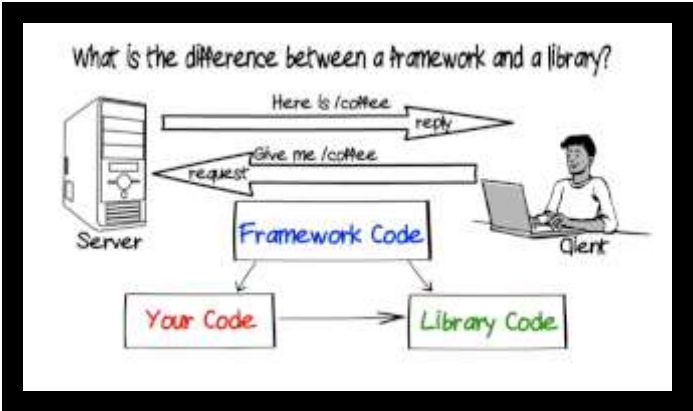 What is the difference between a framework and a library?
Here is /coffee
reply
Give me /coffee
request
Server
Client
Framework Code
Your Code
Library Code